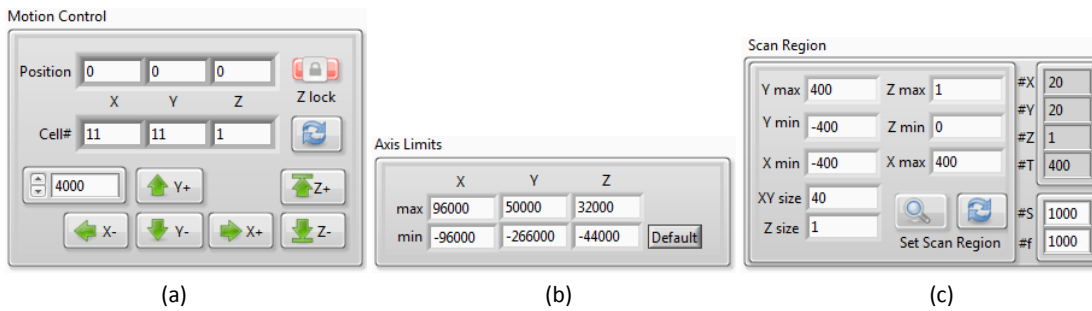 Motion Control
Position 0 0 0
X Y Z Z lock
Cell# 11 11 1
4000 Y+ Z+
X- Y- X+ Z-
(a)
Axis Limits
X Y Z
max 96000 50000 32000
min -96000 -266000 -44000 Default
(b)
Scan Region
Y max 400 Z max 1 #X 20
Y min -400 Z min 0 #Y 20
#Z 1
X min -400 X max 400 #T 400
XY size 40
Z size 1 #S 1000
Set Scan Region #f 1000
(c)